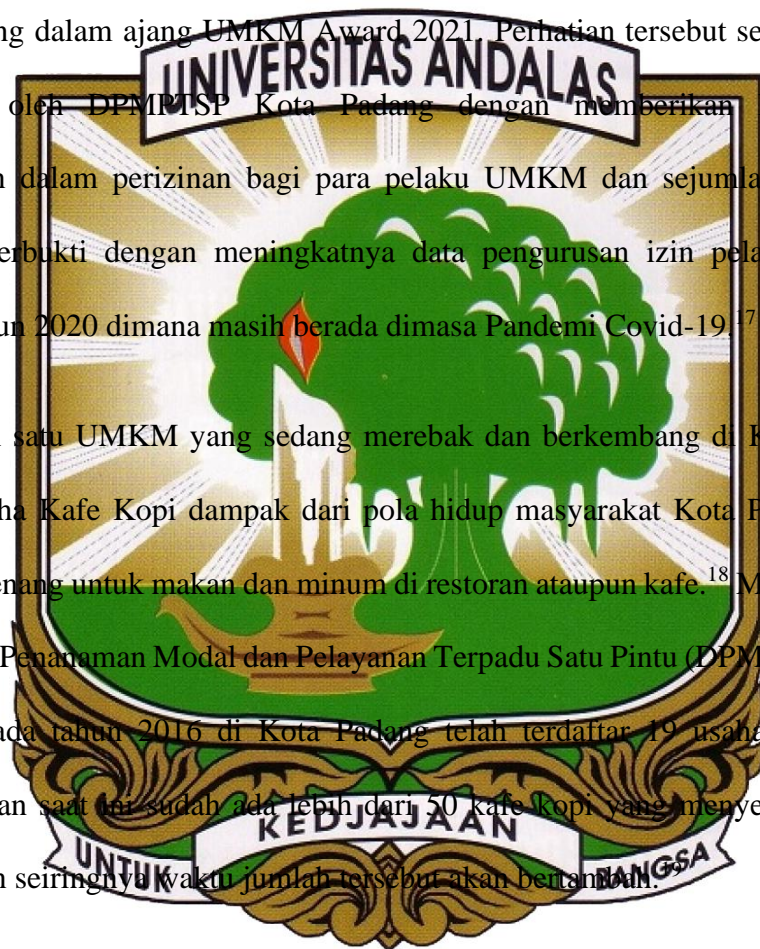 ng dalam ajang UMKM Award 2021. Perhatian tersebut se
UNIVERSITAS ANDALAS
oleh DPMPTSP Kota Padang dengan memberikan
n dalam perizinan bagi para pelaku UMKM dan sejumla
erbukti dengan meningkatnya data pengurusan izin pela
un 2020 dimana masih berada dimasa Pandemi Covid-19.17
satu UMKM yang sedang merebak dan berkembang di K
ha Kafe Kopi dampak dari pola hidup masyarakat Kota P
enang untuk makan dan minum di restoran ataupun kafe.18 M
Penanaman Modal dan Pelayanan Terpadu Satu Pintu (DPM
ada tahun 2016 di Kota Padang telah terdaftar 19 usaha
an saat ini sudah ada lebih dari 50 kafe kopi yang menye
KEDJAJAAN
UNTUK BANGSA
n seiringnya waktu jumlah tersebut akan bertambah.19